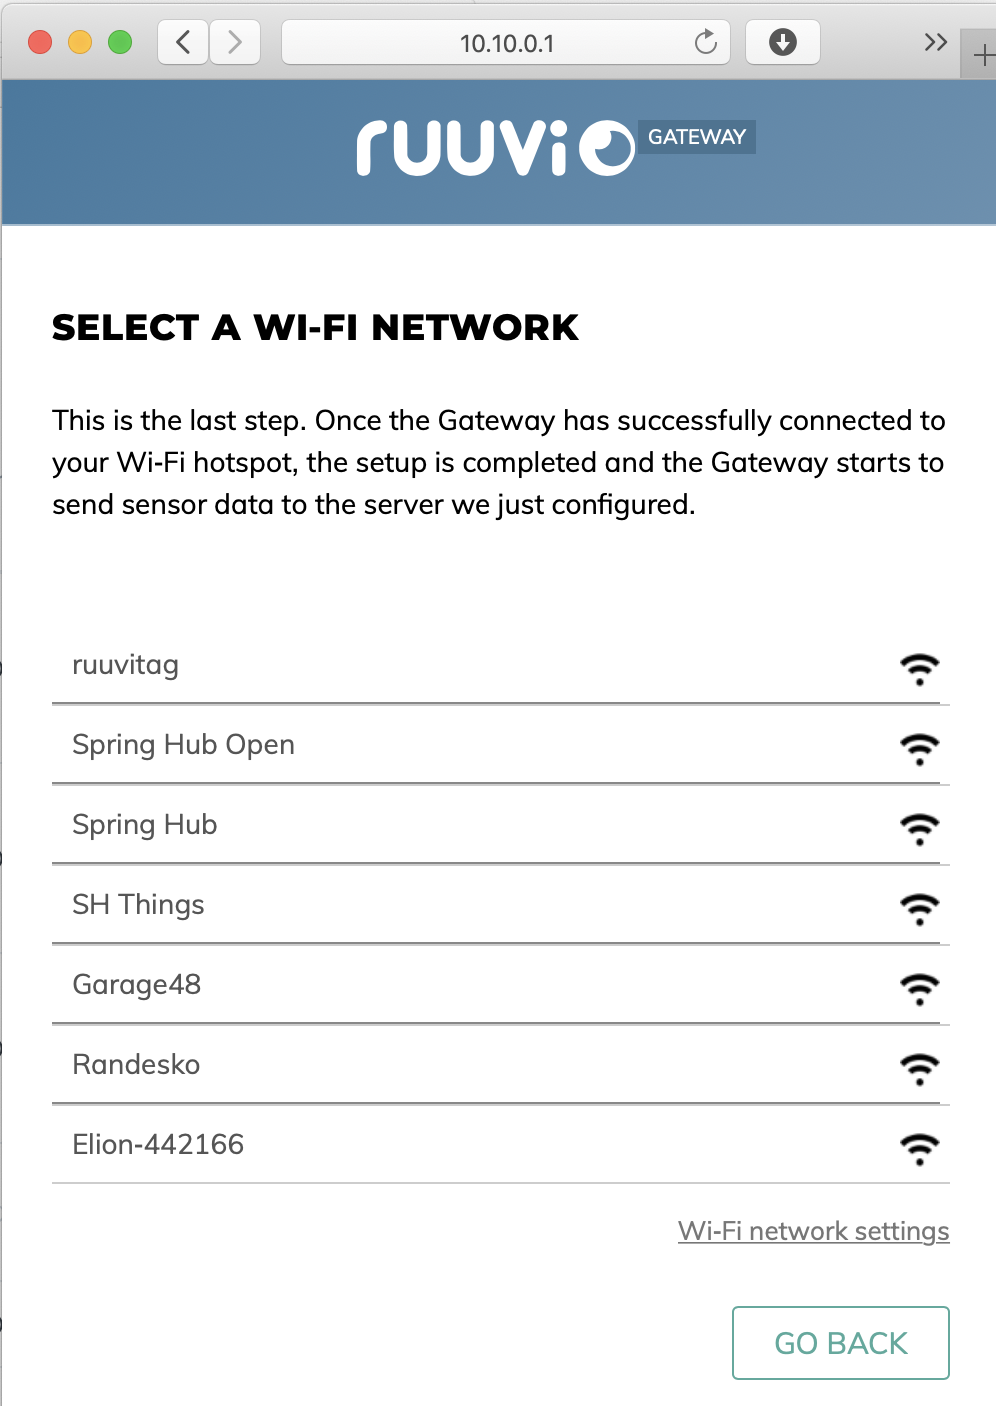 10.10.0.1
ruuvi GATEWAY
SELECT A WI-FI NETWORK
This is the last step. Once the Gateway has successfully connected to
your Wi-Fi hotspot, the setup is completed and the Gateway starts to
send sensor data to the server we just configured.
ruuvitag
Spring Hub Open
Spring Hub
SH Things
Garage48
Randesko
Elion-442166
Wi-Fi network settings
GO BACK